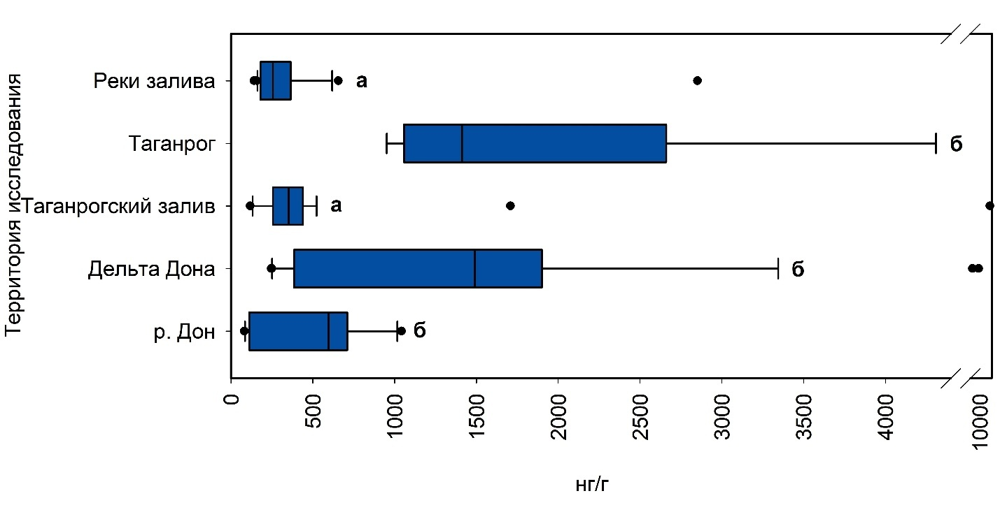 Территория исследования
Реки залива
а
Таганрог
б
Таганрогский залив
а
Дельта Дона
б
р. Дон
б
0
500
1000
1500
2000
2500
3000
3500
4000
10000
нг/г